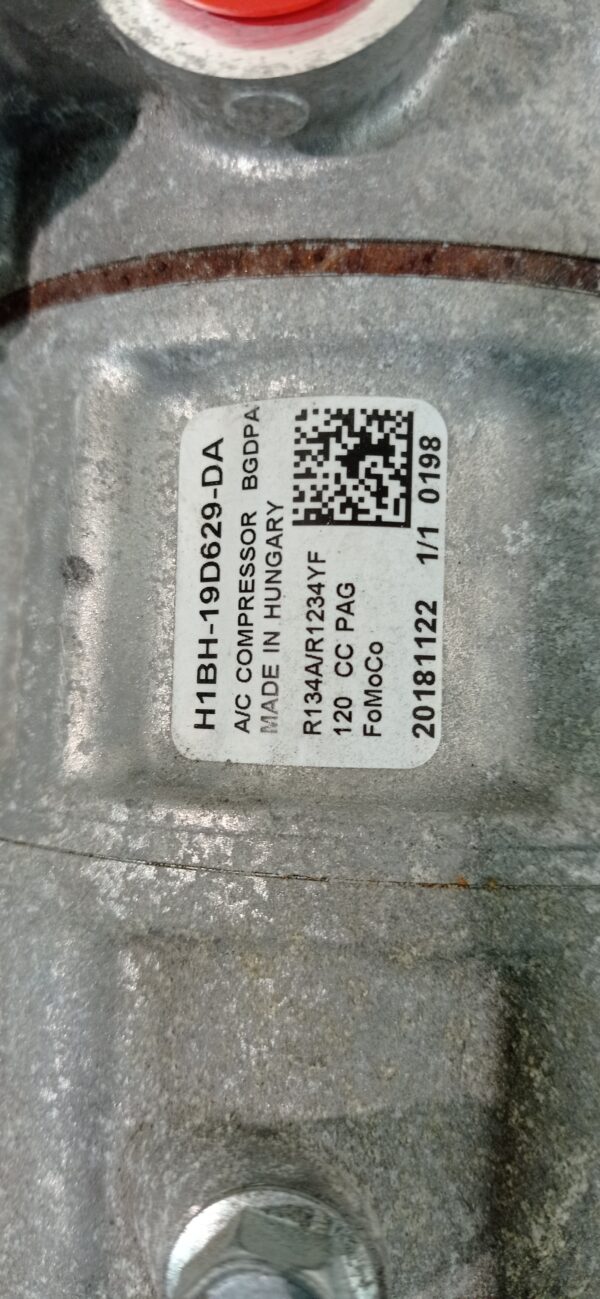 H1BH-19D629-DA
A/C COMPRESSOR BGDPA
MADE IN HUNGARY
R134A/R1234YF
120 CC PAG
FoMoCo
20181122 1/1 0198